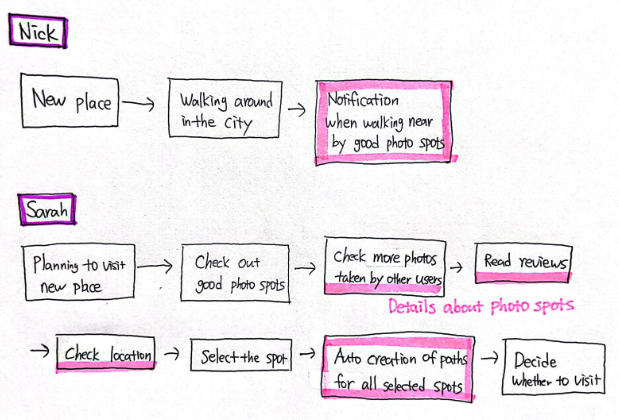 Nick
New place
Walking around
in the city
Notification
when walking near
by good photo spots
Sarah
Planning to visit
new place
Check out
good photo spots
Check more photos
taken by other users
Read reviews
Details about photo spots
Check location
Select the spot
Auto creation of paths
for all selected spots
Decide
whether to visit